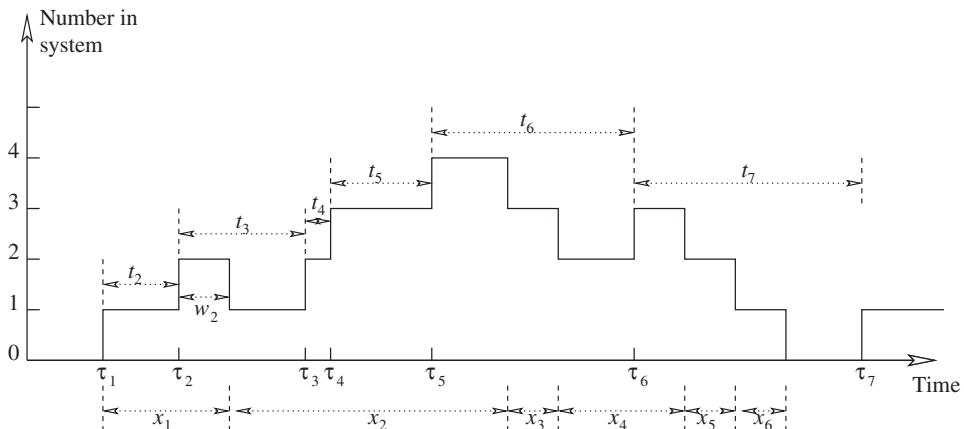 Number in
system
t₆
4
t₅
t₇
3
t₄
t₃
2
t₂
1
w₂
0
τ₁ τ₂ τ₃ τ₄ τ₅ τ₆ τ₇ Time
x₁ x₂ x₃ x₄ x₅ x₆